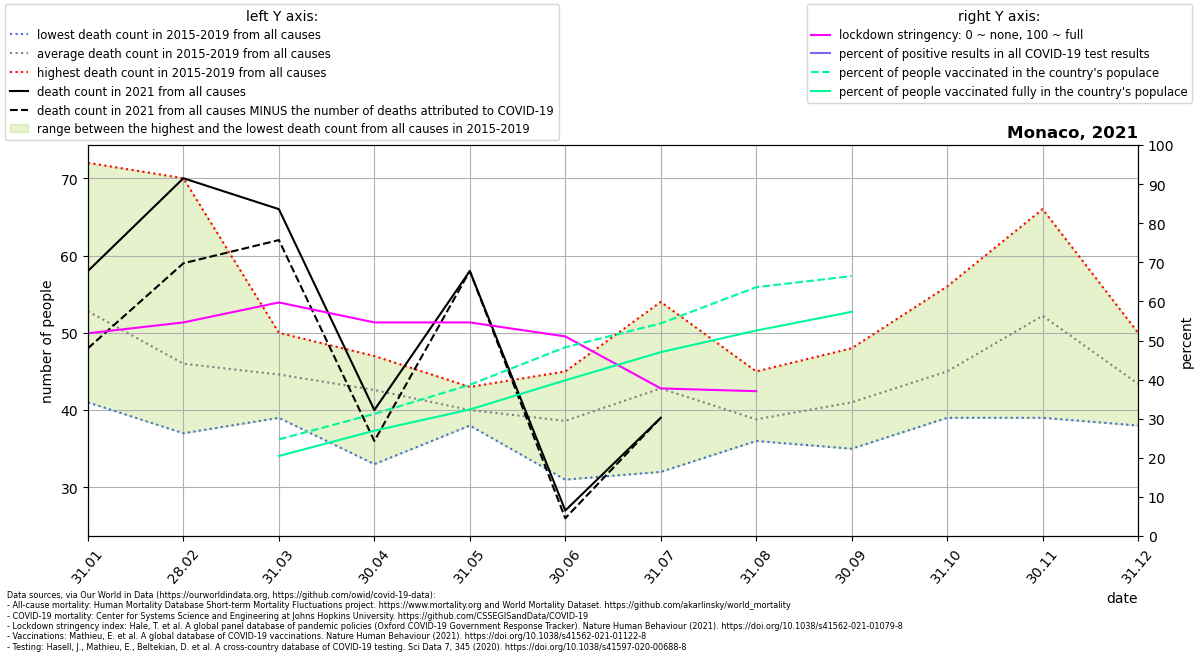 left Y axis:
lowest death count in 2015-2019 from all causes
average death count in 2015-2019 from all causes
highest death count in 2015-2019 from all causes
death count in 2021 from all causes
death count in 2021 from all causes MINUS the number of deaths attributed to COVID-19
range between the highest and the lowest death count from all causes in 2015-2019
right Y axis:
lockdown stringency: 0 ~ none, 100 ~ full
percent of positive results in all COVID-19 test results
percent of people vaccinated in the country's populace
percent of people vaccinated fully in the country's populace
Monaco, 2021
number of people
70
60
50
40
30
100
90
80
70
60
50
40
30
20
10
0
percent
31.01
28.02
31.03
30.04
31.05
30.06
31.07
31.08
30.09
31.10
30.11
31.12
date
Data sources, via Our World in Data (https://ourworldindata.org, https://github.com/owid/covid-19-data):
- All-cause mortality: Human Mortality Database Short-term Mortality Fluctuations project. https://www.mortality.org and World Mortality Dataset. https://github.com/akarlinsky/world_mortality
- COVID-19 mortality: Center for Systems Science and Engineering at Johns Hopkins University. https://github.com/CSSEGISandData/COVID-19
- Lockdown stringency index: Hale, T. et al. A global panel database of pandemic policies (Oxford COVID-19 Government Response Tracker). Nature Human Behaviour (2021). https://doi.org/10.1038/s41562-021-01079-8
- Vaccinations: Mathieu, E. et al. A global database of COVID-19 vaccinations. Nature Human Behaviour (2021). https://doi.org/10.1038/s41562-021-01122-8
- Testing: Hasell, J., Mathieu, E., Beltekian, D. et al. A cross-country database of COVID-19 testing. Sci Data 7, 345 (2020). https://doi.org/10.1038/s41597-020-00688-8